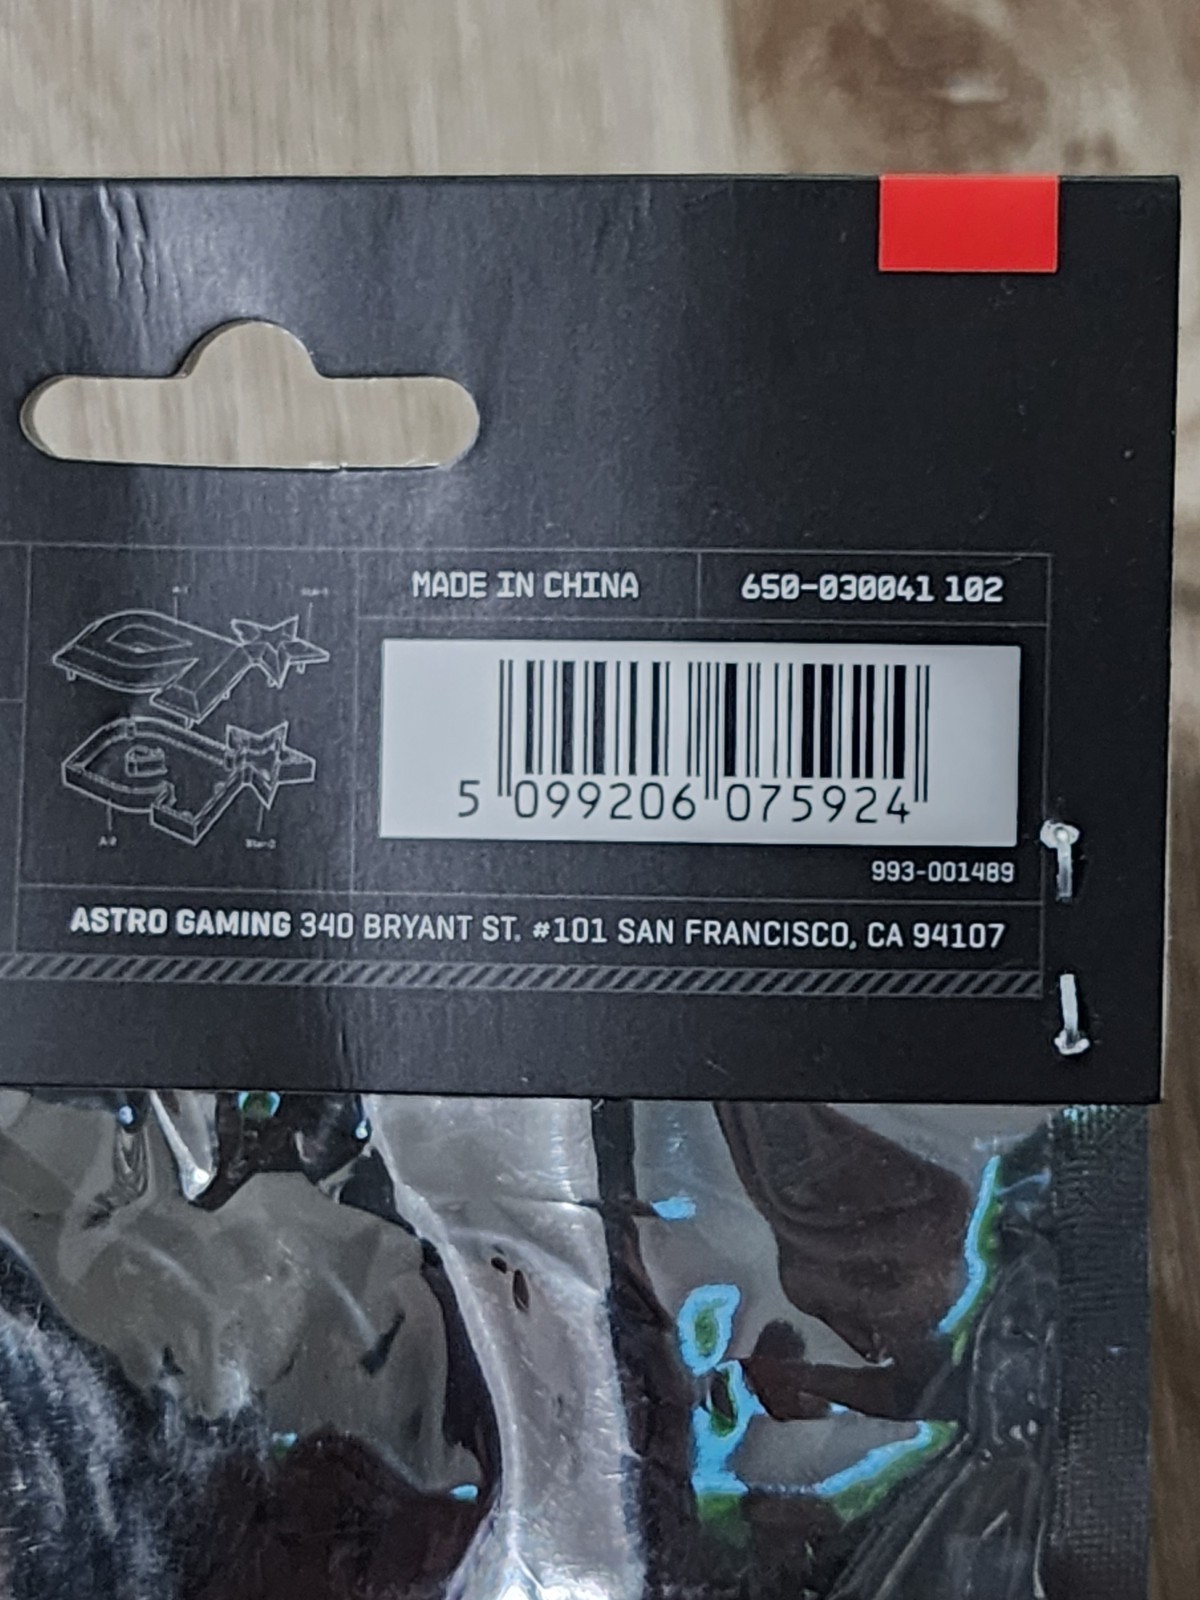 MADE IN CHINA
650-030041 102
5 099206 075924
993-001489
ASTRO GAMING 340 BRYANT ST. #101 SAN FRANCISCO, CA 94107